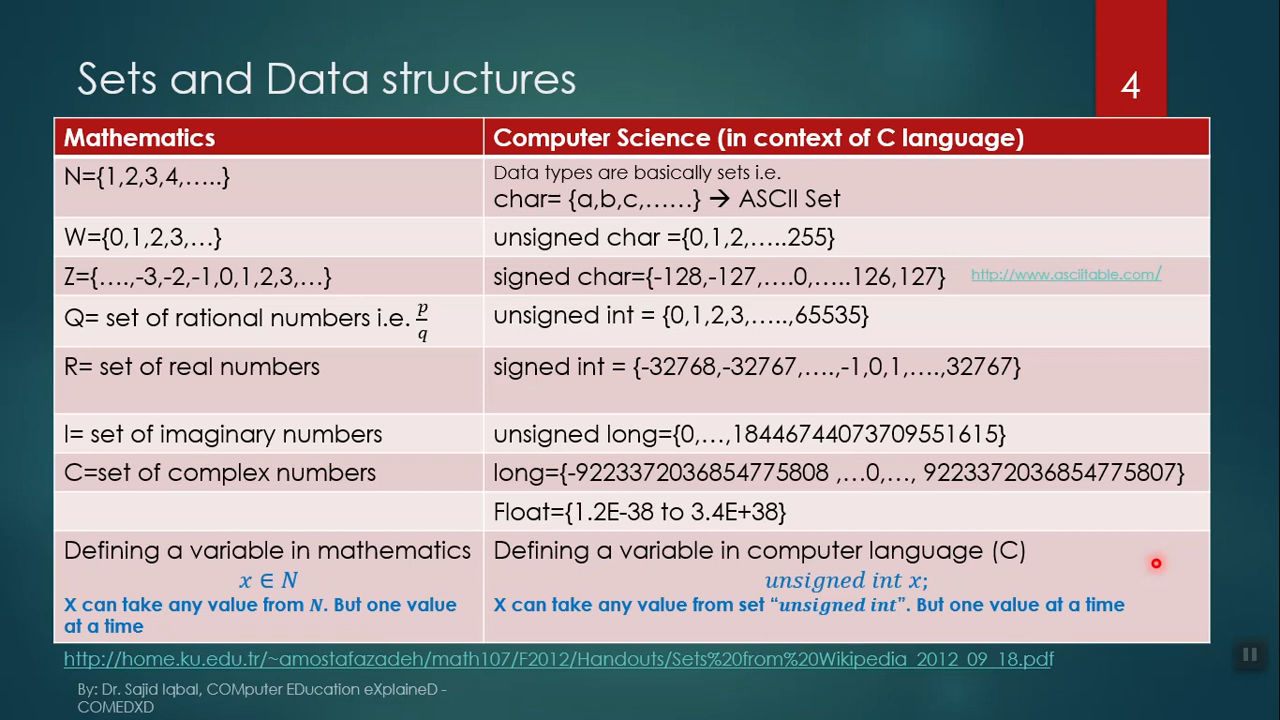 Sets and Data structures
4
Mathematics
Computer Science (in context of C language)
N={1,2,3,4,…..}
Data types are basically sets i.e.
char= {a,b,c,……} → ASCII Set
W={0,1,2,3,…}
unsigned char ={0,1,2,…..255}
Z={….,-3,-2,-1,0,1,2,3,…}
signed char={-128,-127,….0,…..126,127}
http://www.asciitable.com/
Q= set of rational numbers i.e. p/q
unsigned int = {0,1,2,3,…..,65535}
R= set of real numbers
signed int = {-32768,-32767,….,-1,0,1,….,32767}
I= set of imaginary numbers
unsigned long={0,…,18446744073709551615}
C=set of complex numbers
long={-9223372036854775808 ,…0,…, 9223372036854775807}
Float={1.2E-38 to 3.4E+38}
Defining a variable in mathematics
x ∈ N
X can take any value from N. But one value
at a time
Defining a variable in computer language (C)
unsigned int x;
X can take any value from set “unsigned int”. But one value at a time
http://home.ku.edu.tr/~amostafazadeh/math107/F2012/Handouts/Sets%20from%20Wikipedia_2012_09_18.pdf
By: Dr. Sajid Iqbal, COMputer EDucation eXplaineD -
COMEDXD